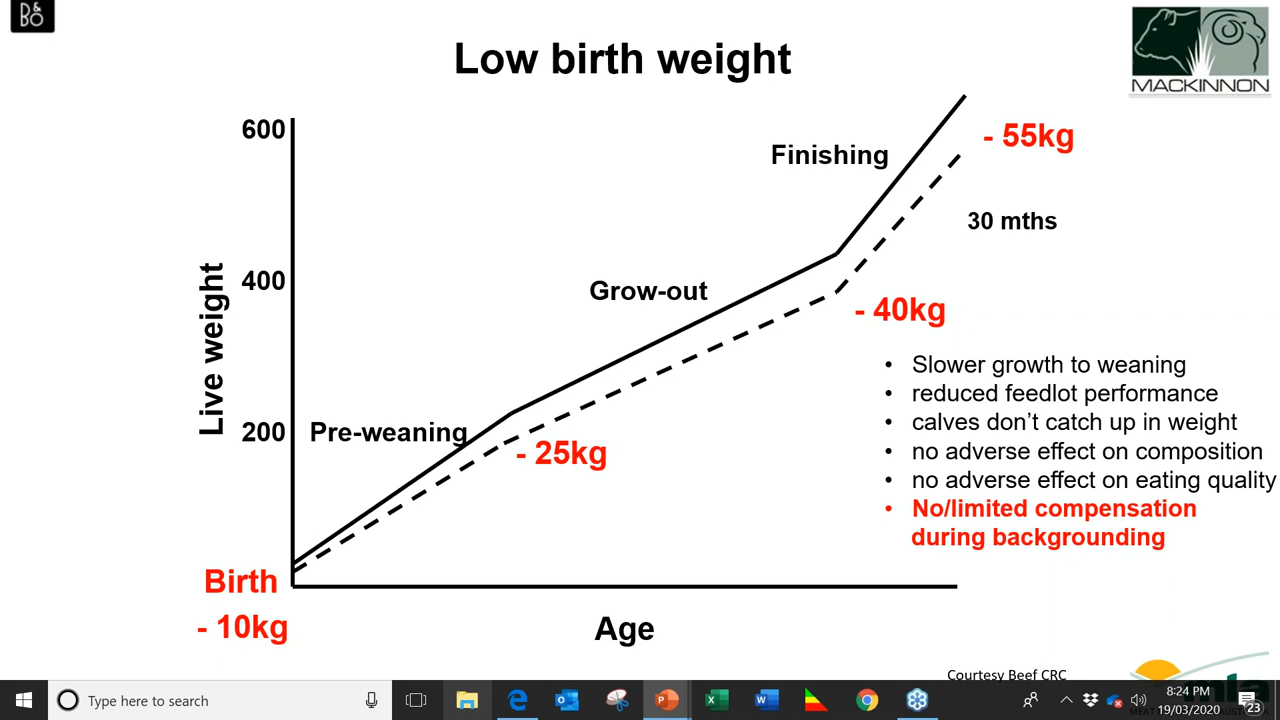 B&O
Low birth weight
MACKINNON
600
400
200
Live weight
Finishing
- 55kg
30 mths
Grow-out
- 40kg
Pre-weaning
- 25kg
• Slower growth to weaning
• reduced feedlot performance
• calves don't catch up in weight
• no adverse effect on composition
• no adverse effect on eating quality
• No/limited compensation
during backgrounding
Birth
- 10kg
Age
Courtesy Beef CRC
mla
Type here to search
8:24 PM
19/03/2020
23